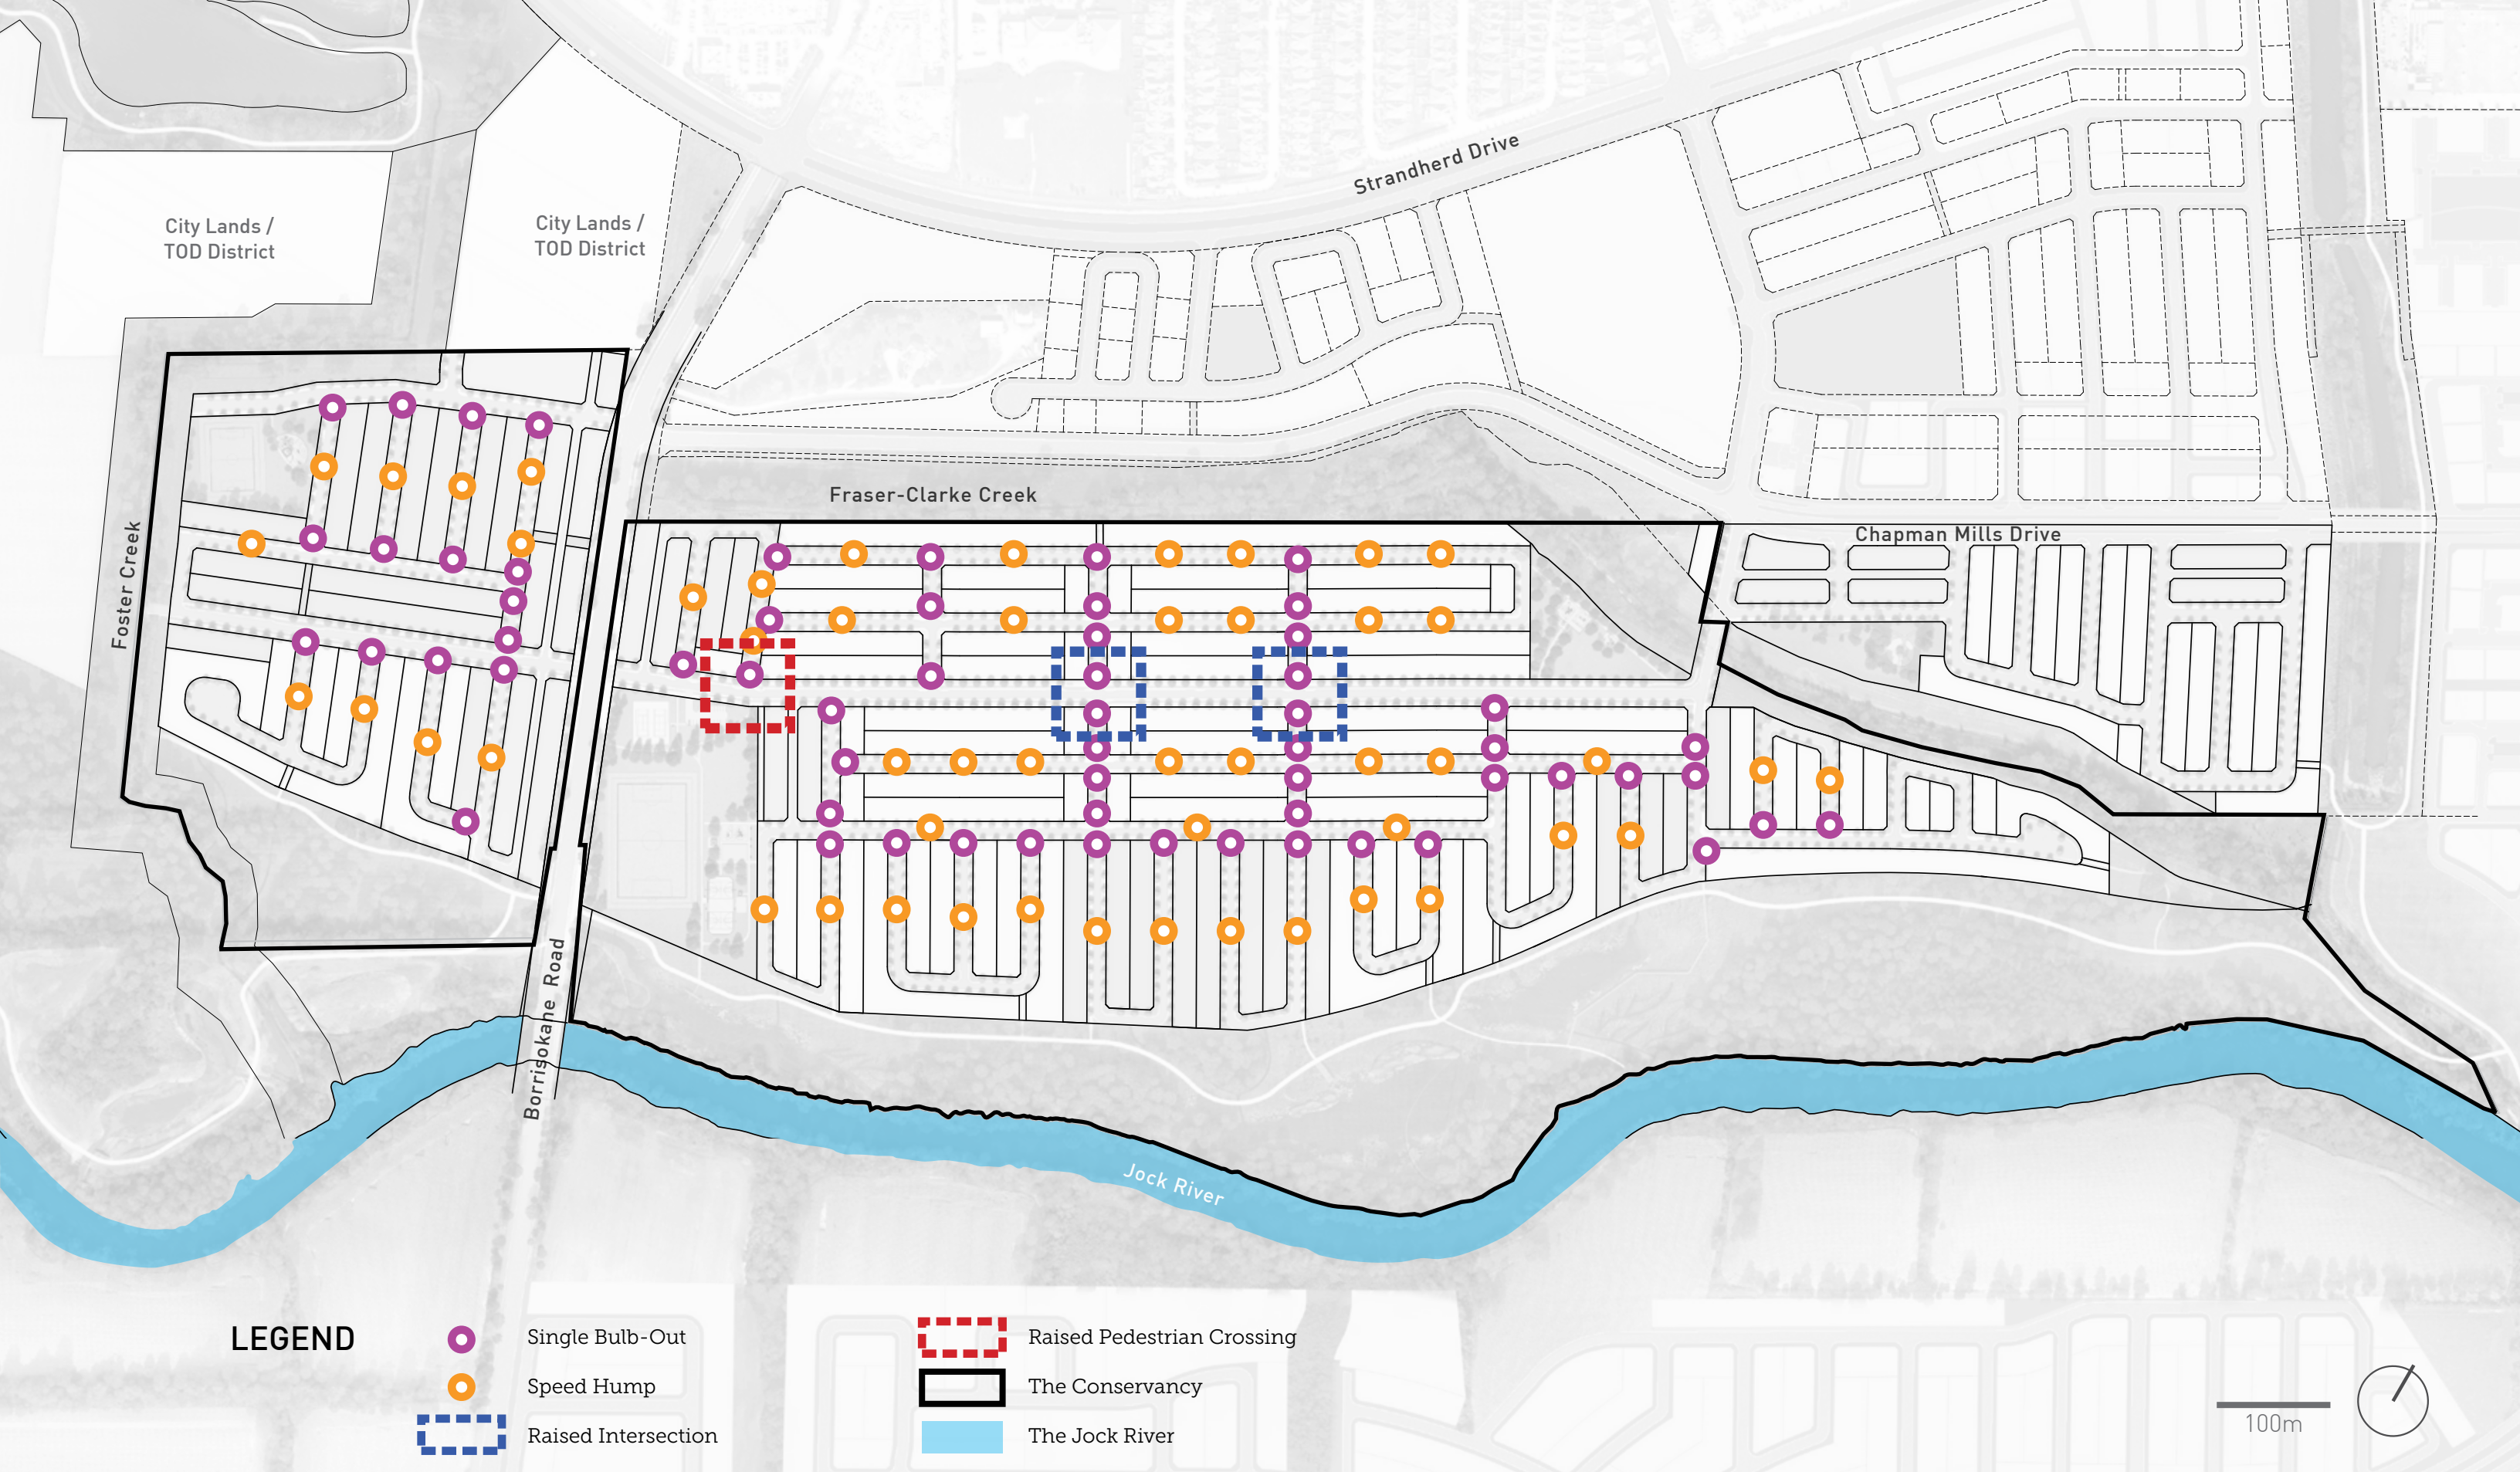 Strandherd Drive
City Lands /
TOD District
City Lands /
TOD District
Fraser-Clarke Creek
Chapman Mills Drive
Foster Creek
Borrisokane Road
Jock River
LEGEND
Single Bulb-Out
Speed Hump
Raised Intersection
Raised Pedestrian Crossing
The Conservancy
The Jock River
100m